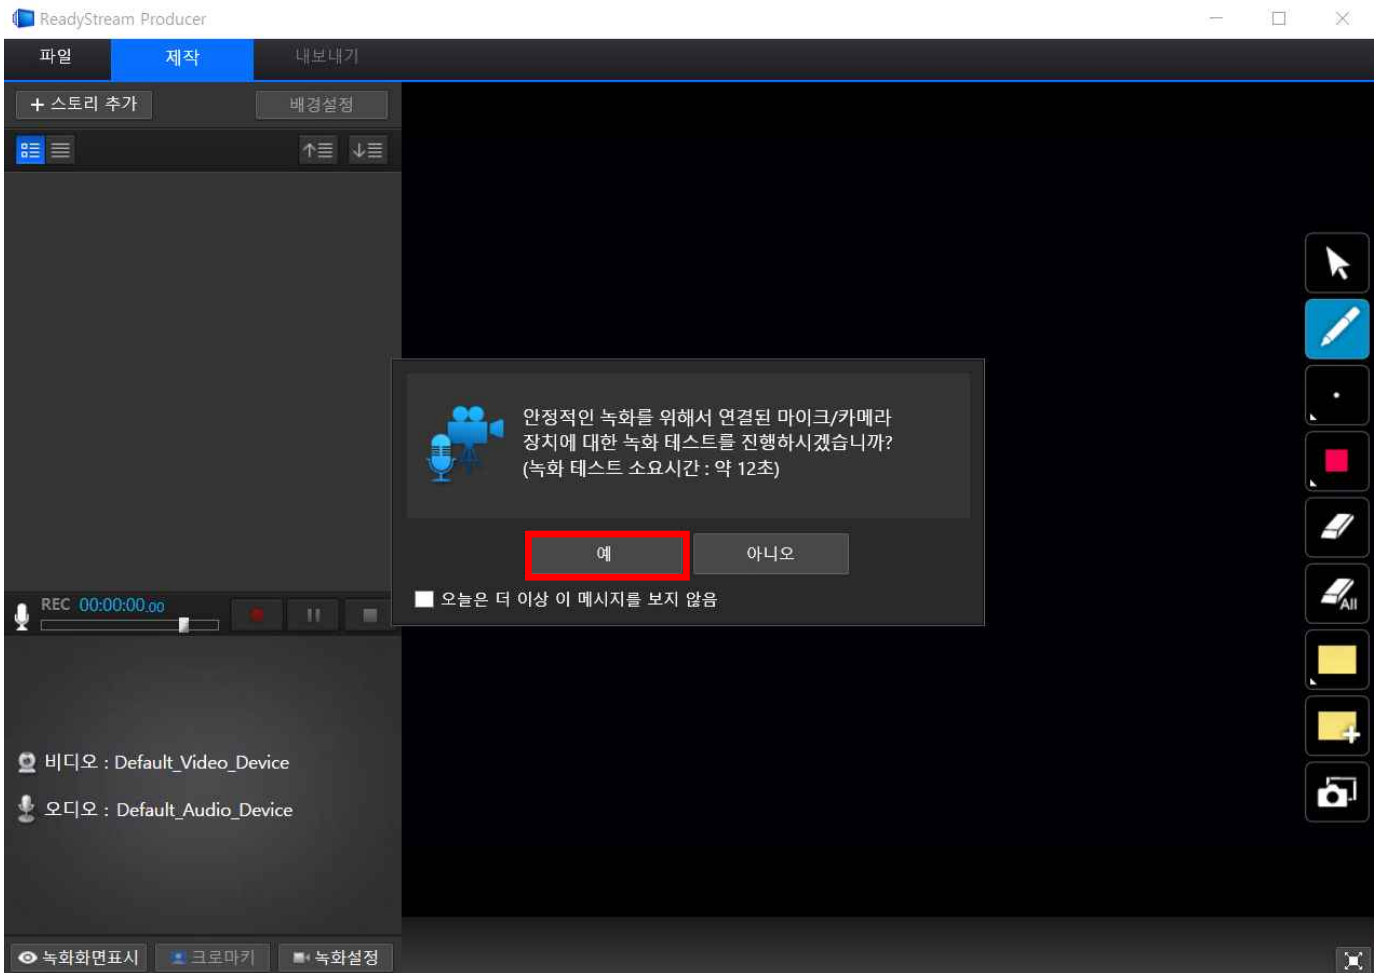 ReadyStream Producer
파일
제작
내보내기
+ 스토리 추가
배경설정
안정적인 녹화를 위해서 연결된 마이크/카메라
장치에 대한 녹화 테스트를 진행하시겠습니까?
(녹화 테스트 소요시간 : 약 12초)
예
아니오
오늘은 더 이상 이 메시지를 보지 않음
REC 00:00:00.00
All
비디오 : Default_Video_Device
오디오 : Default_Audio_Device
녹화화면표시
크로마키
녹화설정